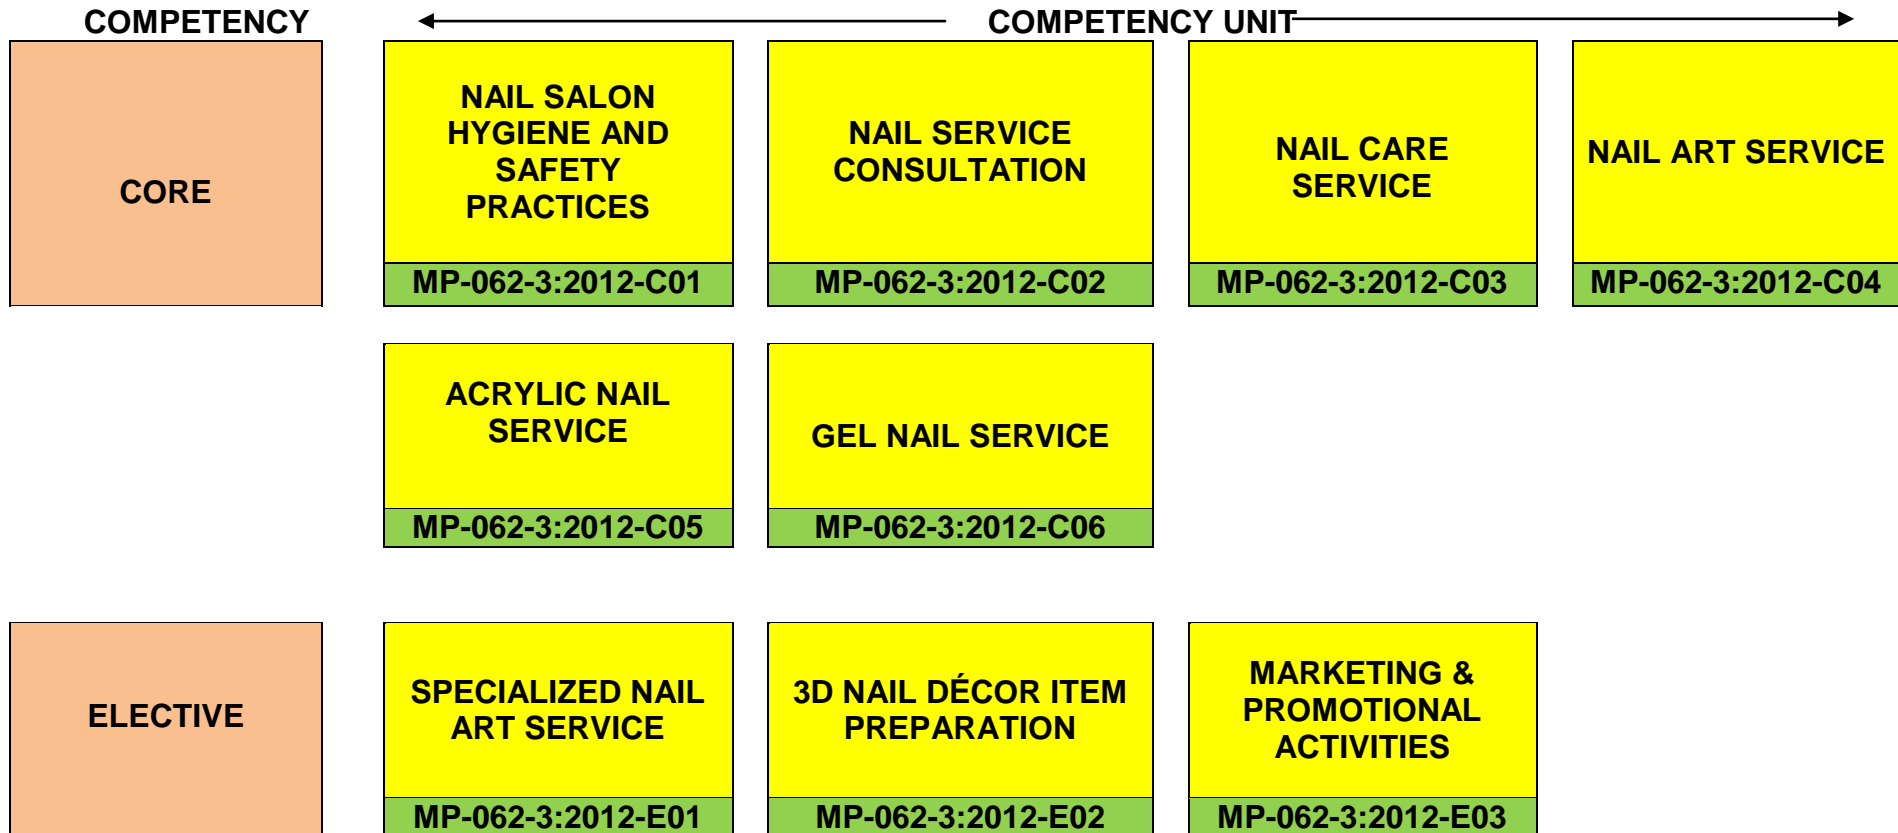 COMPETENCY
COMPETENCY UNIT
CORE
NAIL SALON
HYGIENE AND
SAFETY
PRACTICES
MP-062-3:2012-C01
NAIL SERVICE
CONSULTATION
MP-062-3:2012-C02
NAIL CARE
SERVICE
MP-062-3:2012-C03
NAIL ART SERVICE
MP-062-3:2012-C04
ACRYLIC NAIL
SERVICE
MP-062-3:2012-C05
GEL NAIL SERVICE
MP-062-3:2012-C06
ELECTIVE
SPECIALIZED NAIL
ART SERVICE
MP-062-3:2012-E01
3D NAIL DÉCOR ITEM
PREPARATION
MP-062-3:2012-E02
MARKETING &
PROMOTIONAL
ACTIVITIES
MP-062-3:2012-E03